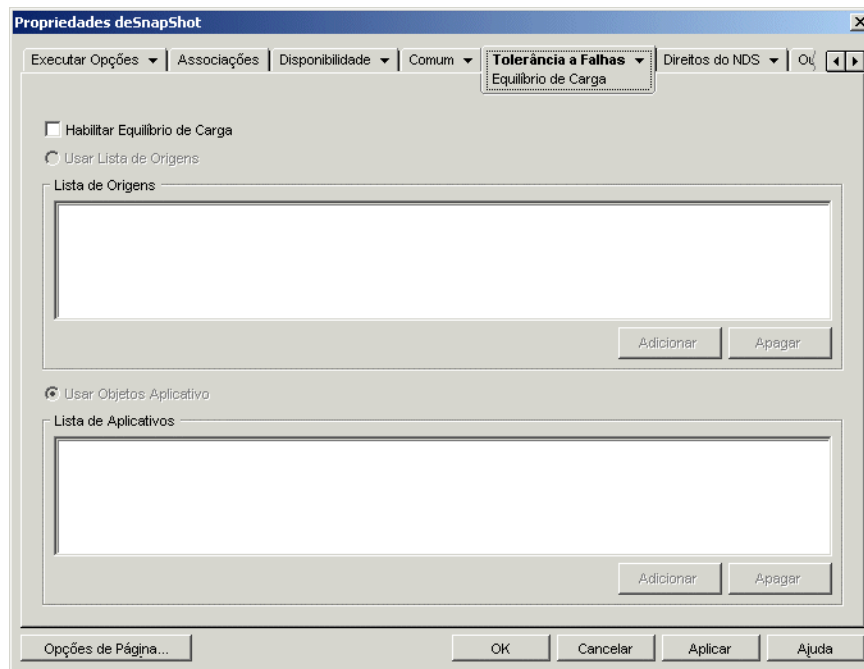 Propriedades deSnapShot
Executar Opções Associações Disponibilidade Comum Tolerância a Falhas Direitos do NDS
Equilíbrio de Carga
Habilitar Equilíbrio de Carga
Usar Lista de Origens
Lista de Origens
Adicionar Apagar
Usar Objetos Aplicativo
Lista de Aplicativos
Adicionar Apagar
Opções de Página... OK Cancelar Aplicar Ajuda